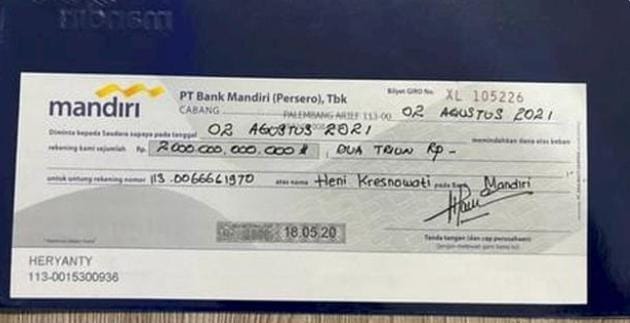 mandiri
PT Bank Mandiri (Persero), Tbk
CABANG
Bilyet GIRO No. XL 105226
PALEMBANG ARIEF 113-00 02 AGUSTUS 2021
Diminta kepada Saudara supaya pada tanggal 02 AGUSTUS 2021 memindahkan dana atas beban
rekening kami sejumlah Rp. 2000.000.000.000 # DUA TRIUN Rp -
untuk untung rekening nomor 113.0066661970 atas nama Heni Kresnowati pada Bank Mandiri
18.05.20
Tanda tangan (dan cap perusahaan)
HERYANTY
113-0015300936